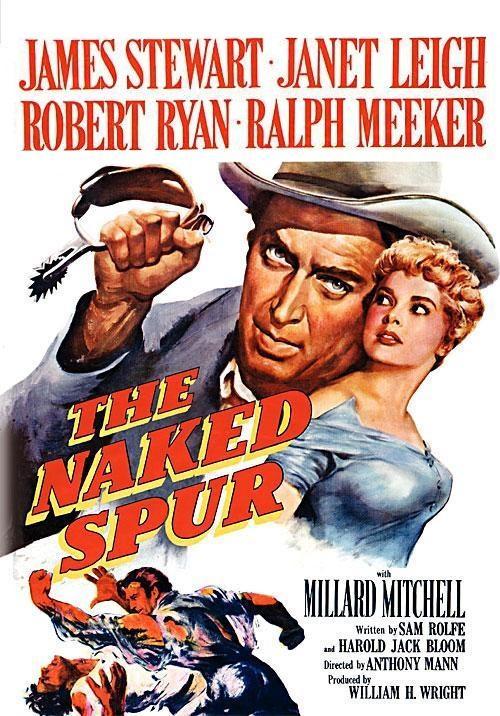 JAMES STEWART · JANET LEIGH
ROBERT RYAN · RALPH MEEKER
THE
NAKED
SPUR
with
MILLARD MITCHELL
Written by SAM ROLFE
and HAROLD JACK BLOOM
Directed by ANTHONY MANN
Produced by
WILLIAM H. WRIGHT